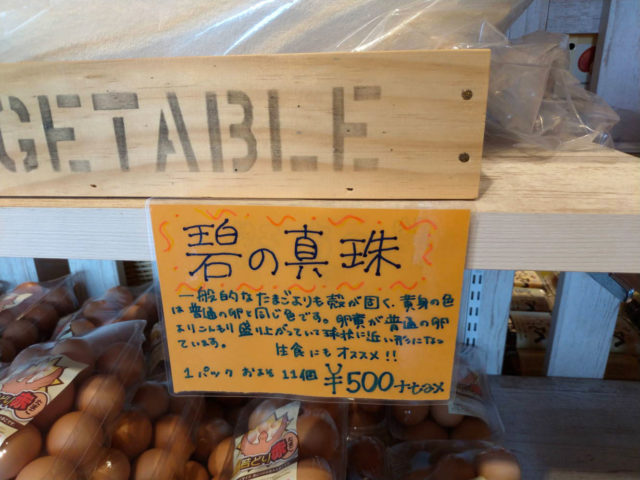 GETABLE
碧の真珠
一般的なたまごよりも殻が固く、黄身の色
は普通の卵と同じ色です。卵黄が普通の卵
よりこんもり盛り上がっていて球体に近い形になっ
ています。
生食にもオススメ!!
1パック およそ 11個 ¥500